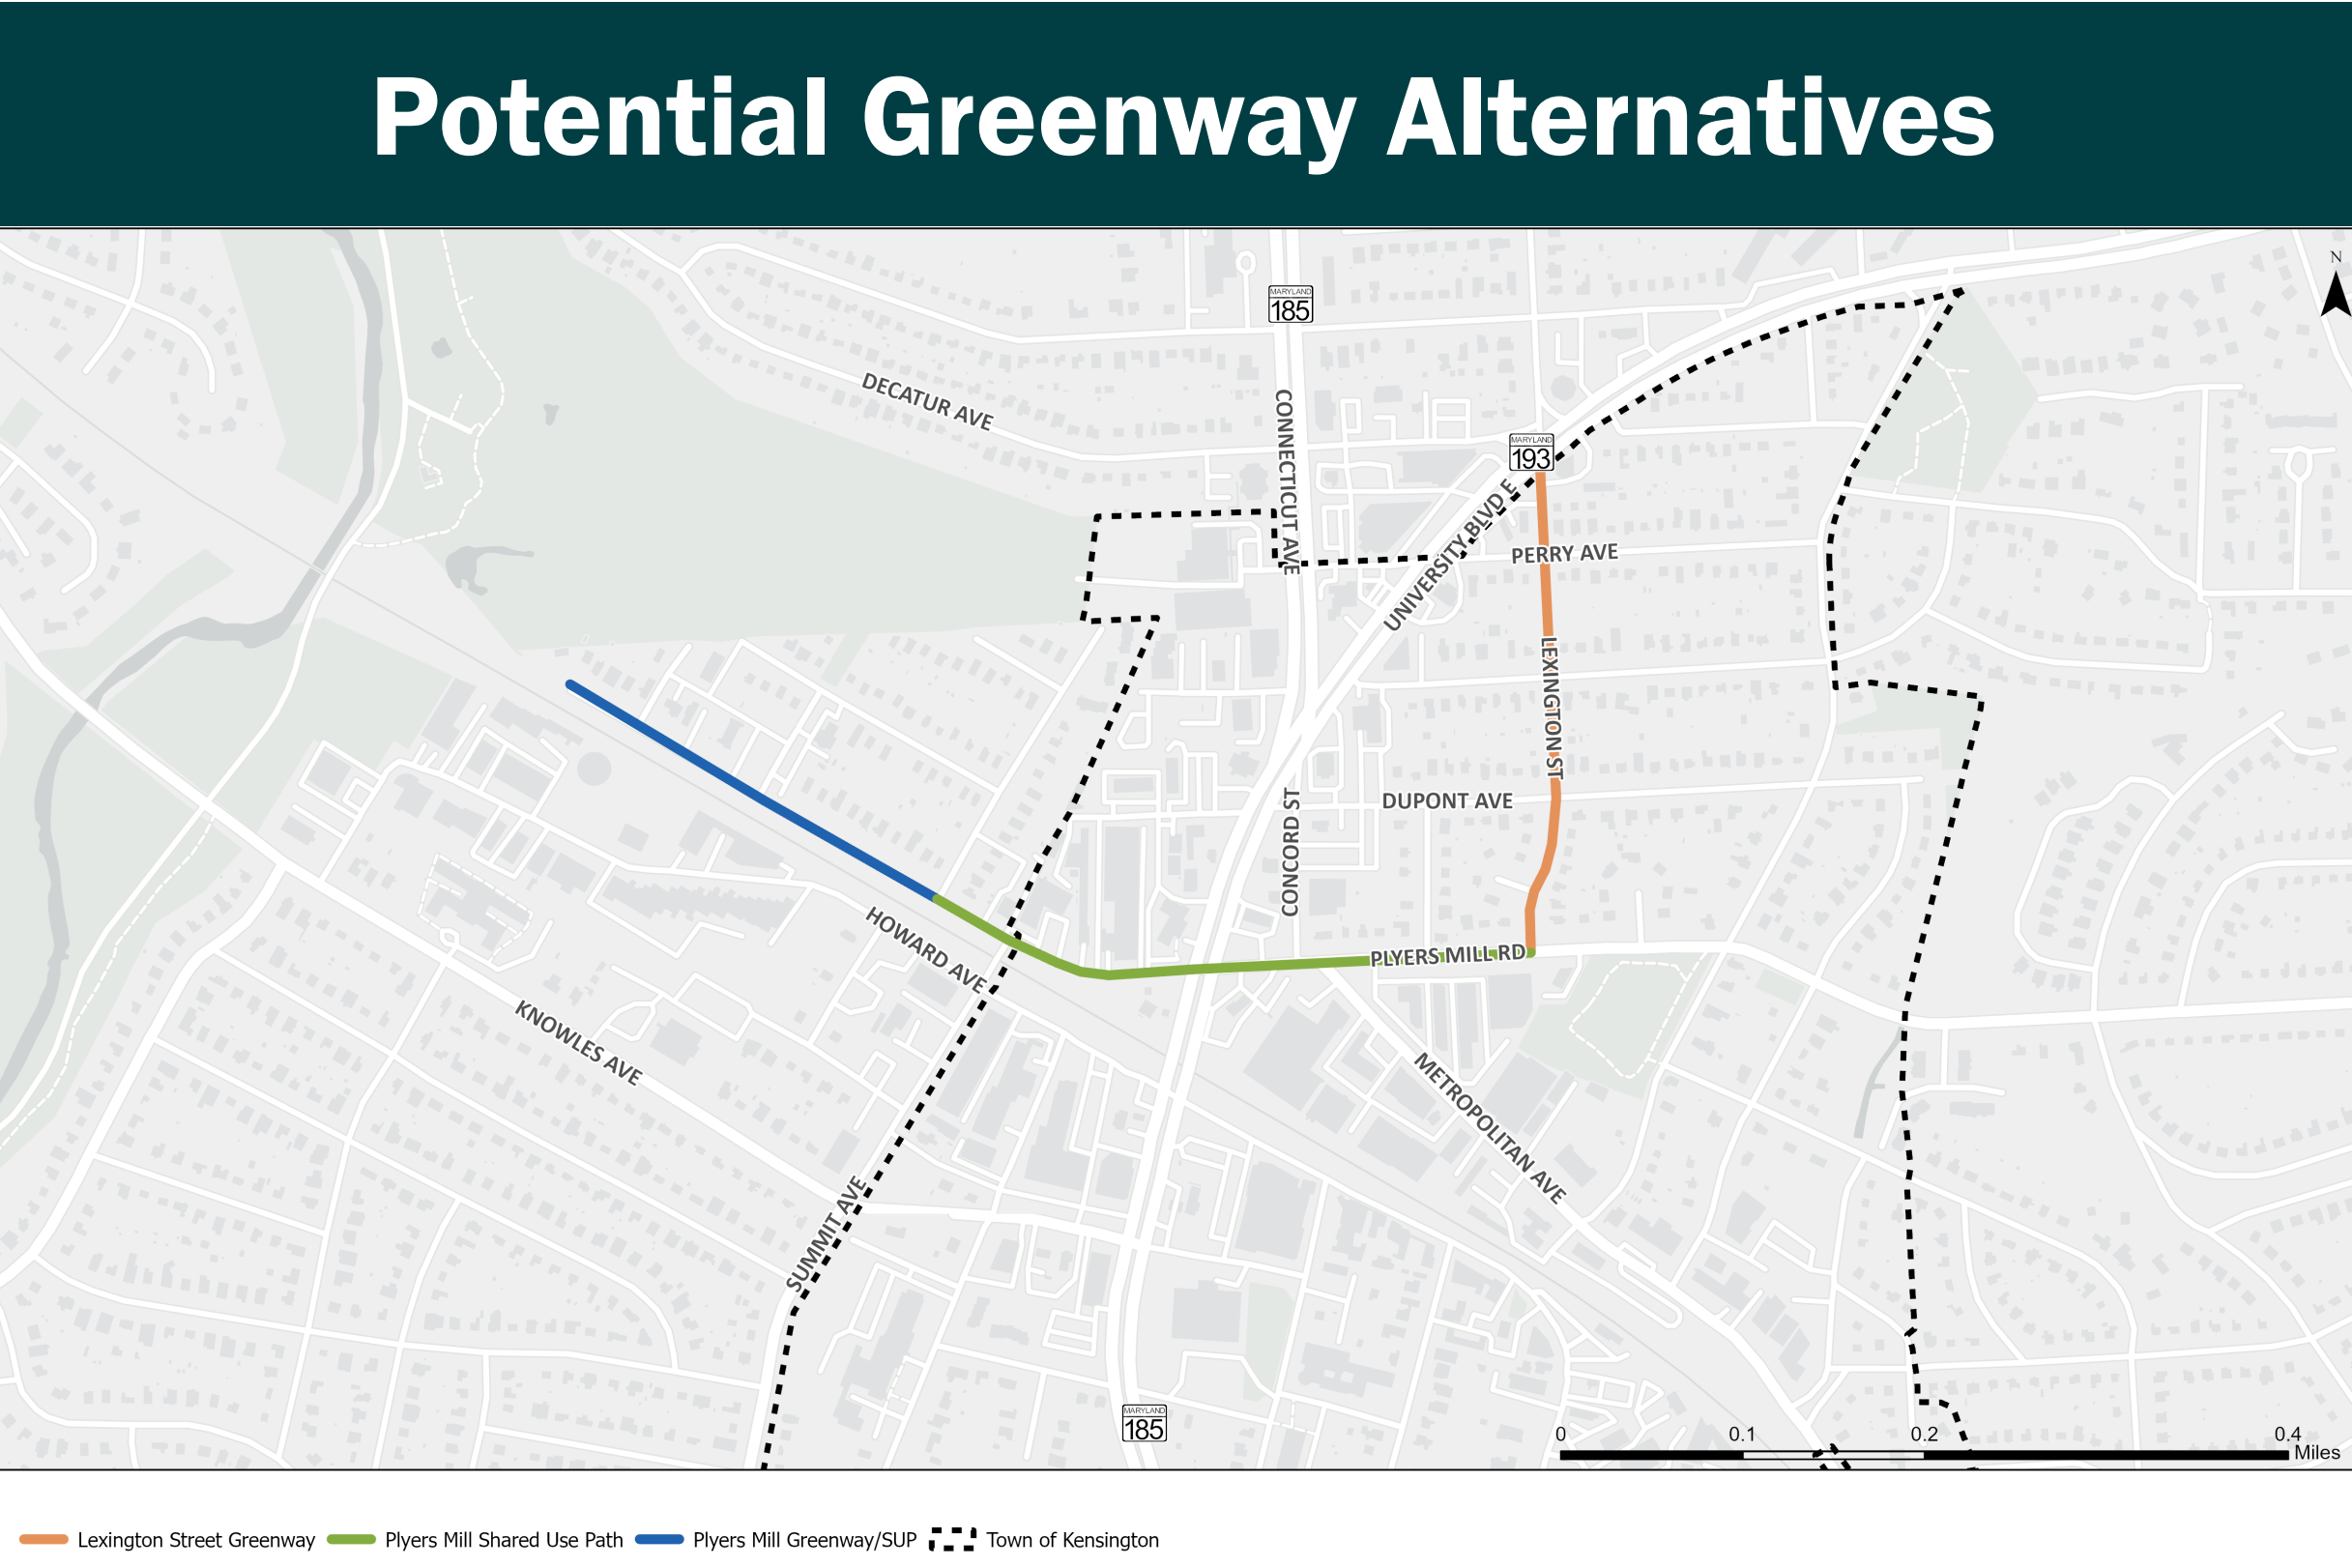 Potential Greenway Alternatives
N
MARYLAND
185
DECATUR AVE
CONNECTICUT AVE
MARYLAND
193
UNIVERSITY BLVD E
PERRY AVE
LEXINGTON ST
DUPONT AVE
CONCORD ST
HOWARD AVE
PLYERS MILL RD
KNOWLES AVE
METROPOLITAN AVE
SUMMIT AVE
MARYLAND
185
0 0.1 0.2 0.4
Miles
Lexington Street Greenway Plyers Mill Shared Use Path Plyers Mill Greenway/SUP Town of Kensington